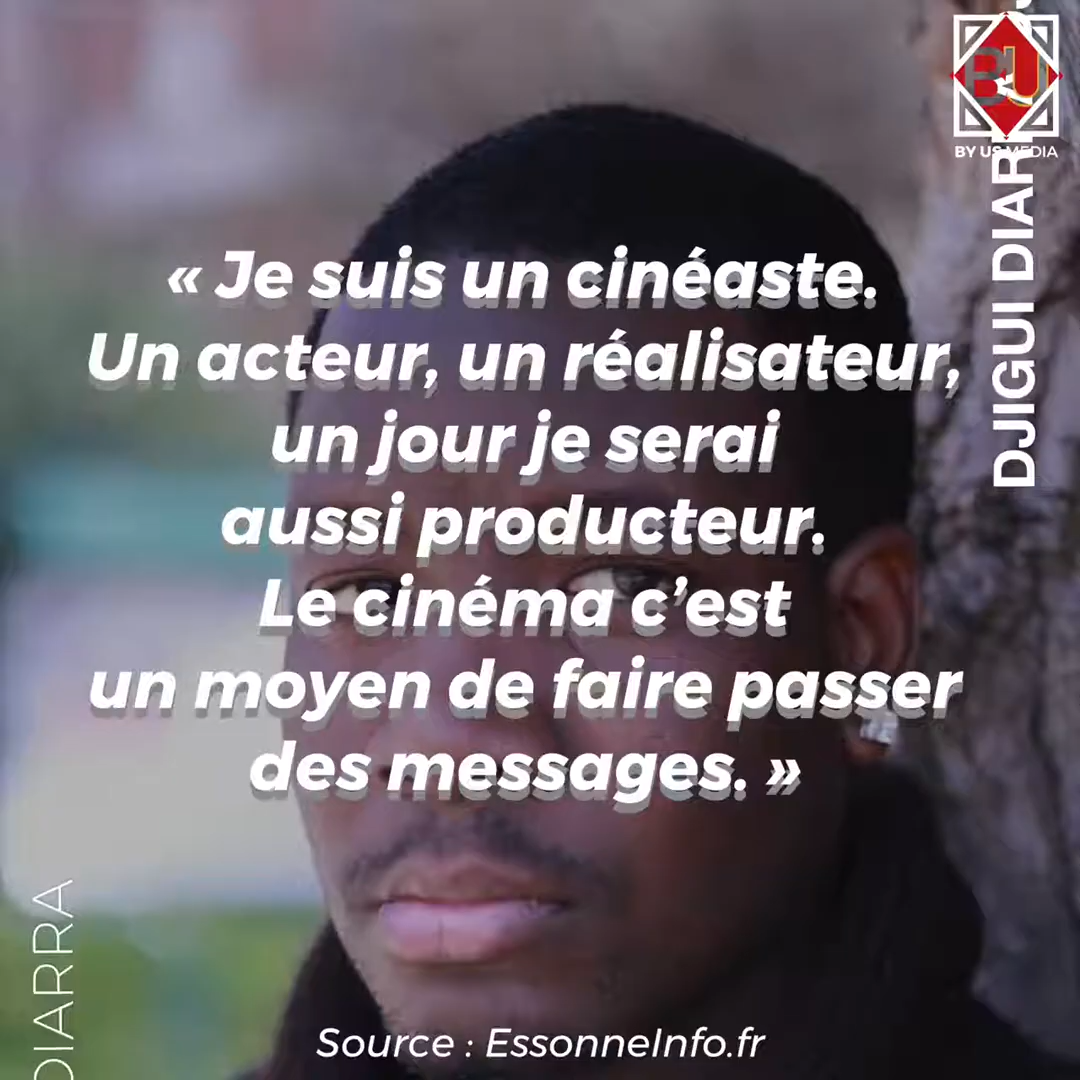 BU
BY US MEDIA
DJIGUI DIAR
« Je suis un cinéaste.
Un acteur, un réalisateur,
un jour je serai
aussi producteur.
Le cinéma c’est
un moyen de faire passer
des messages. »
DIARRA
Source : EssonneInfo.fr